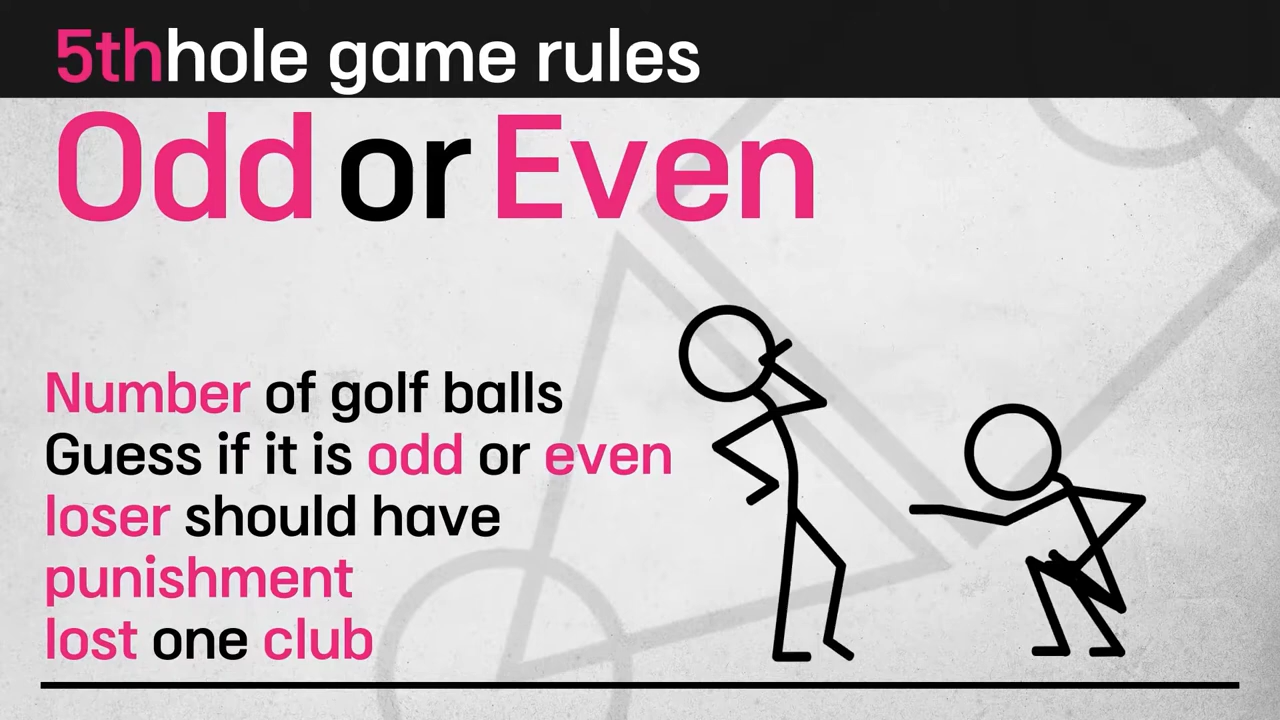 5thhole game rules
Odd or Even
Number of golf balls
Guess if it is odd or even
loser should have
punishment
lost one club